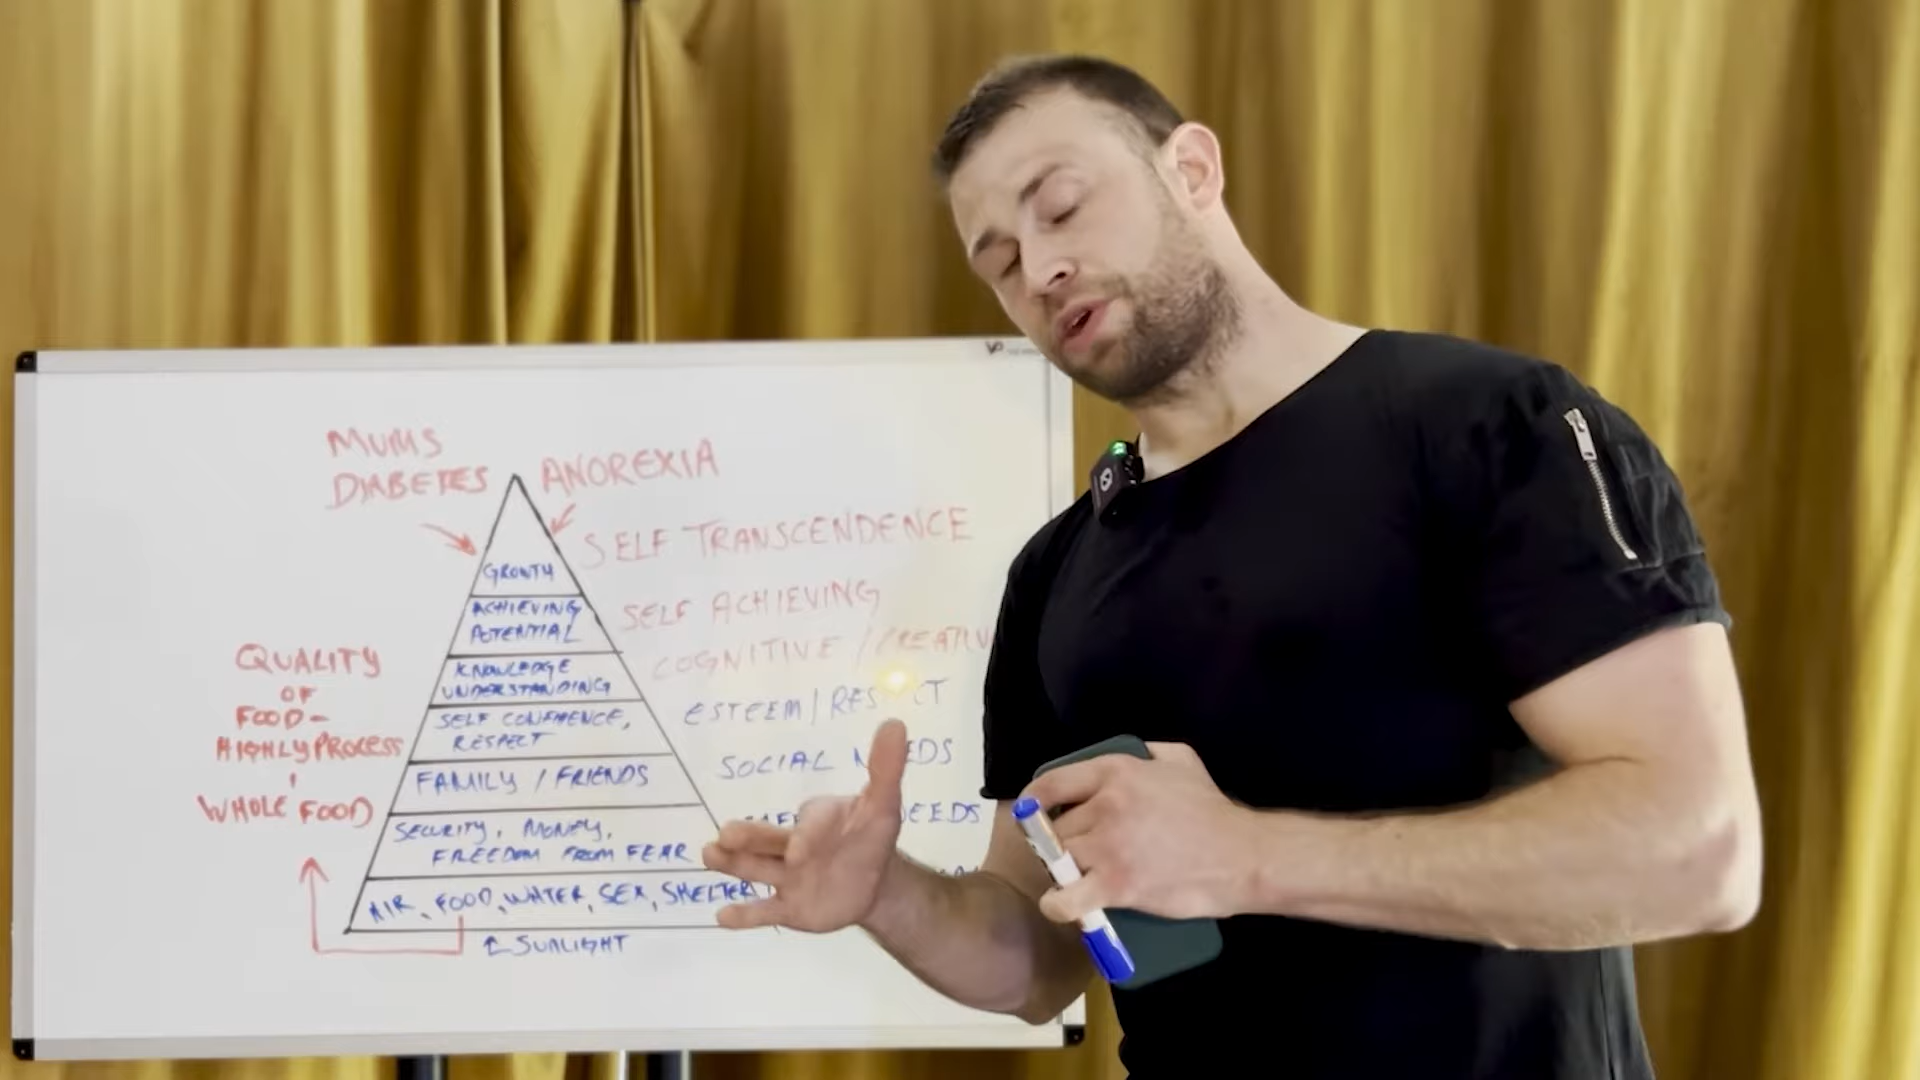 MUMS
DIABETES
ANOREXIA
SELF TRANSCENDENCE
GROWTH
ACHIEVING
POTENTIAL
SELF ACHIEVING
KNOWLEDGE
UNDERSTANDING
COGNITIVE /
QUALITY
OF
FOOD-
HIGHLY PROCESS
WHOLE FOOD
SELF CONFIDENCE,
RESPECT
ESTEEM /
FAMILY / FRIENDS
SOCIAL
SECURITY, MONEY,
FREEDOM FROM FEAR
AIR, FOOD, WATER, SEX, SHELTER
SUNLIGHT